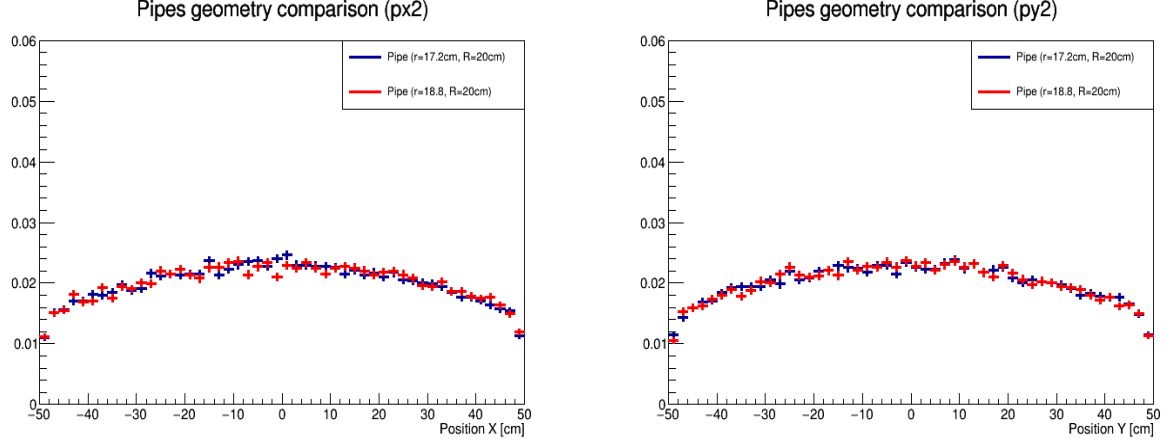 Pipes geometry comparison (px2)
0.06
0.05
0.04
0.03
0.02
0.01
0
−50 −40 −30 −20 −10 0 10 20 30 40 50
Position X [cm]
Pipe (r=17.2cm, R=20cm)
Pipe (r=18.8, R=20cm)
Pipes geometry comparison (py2)
0.06
0.05
0.04
0.03
0.02
0.01
0
−50 −40 −30 −20 −10 0 10 20 30 40 50
Position Y [cm]
Pipe (r=17.2cm, R=20cm)
Pipe (r=18.8, R=20cm)